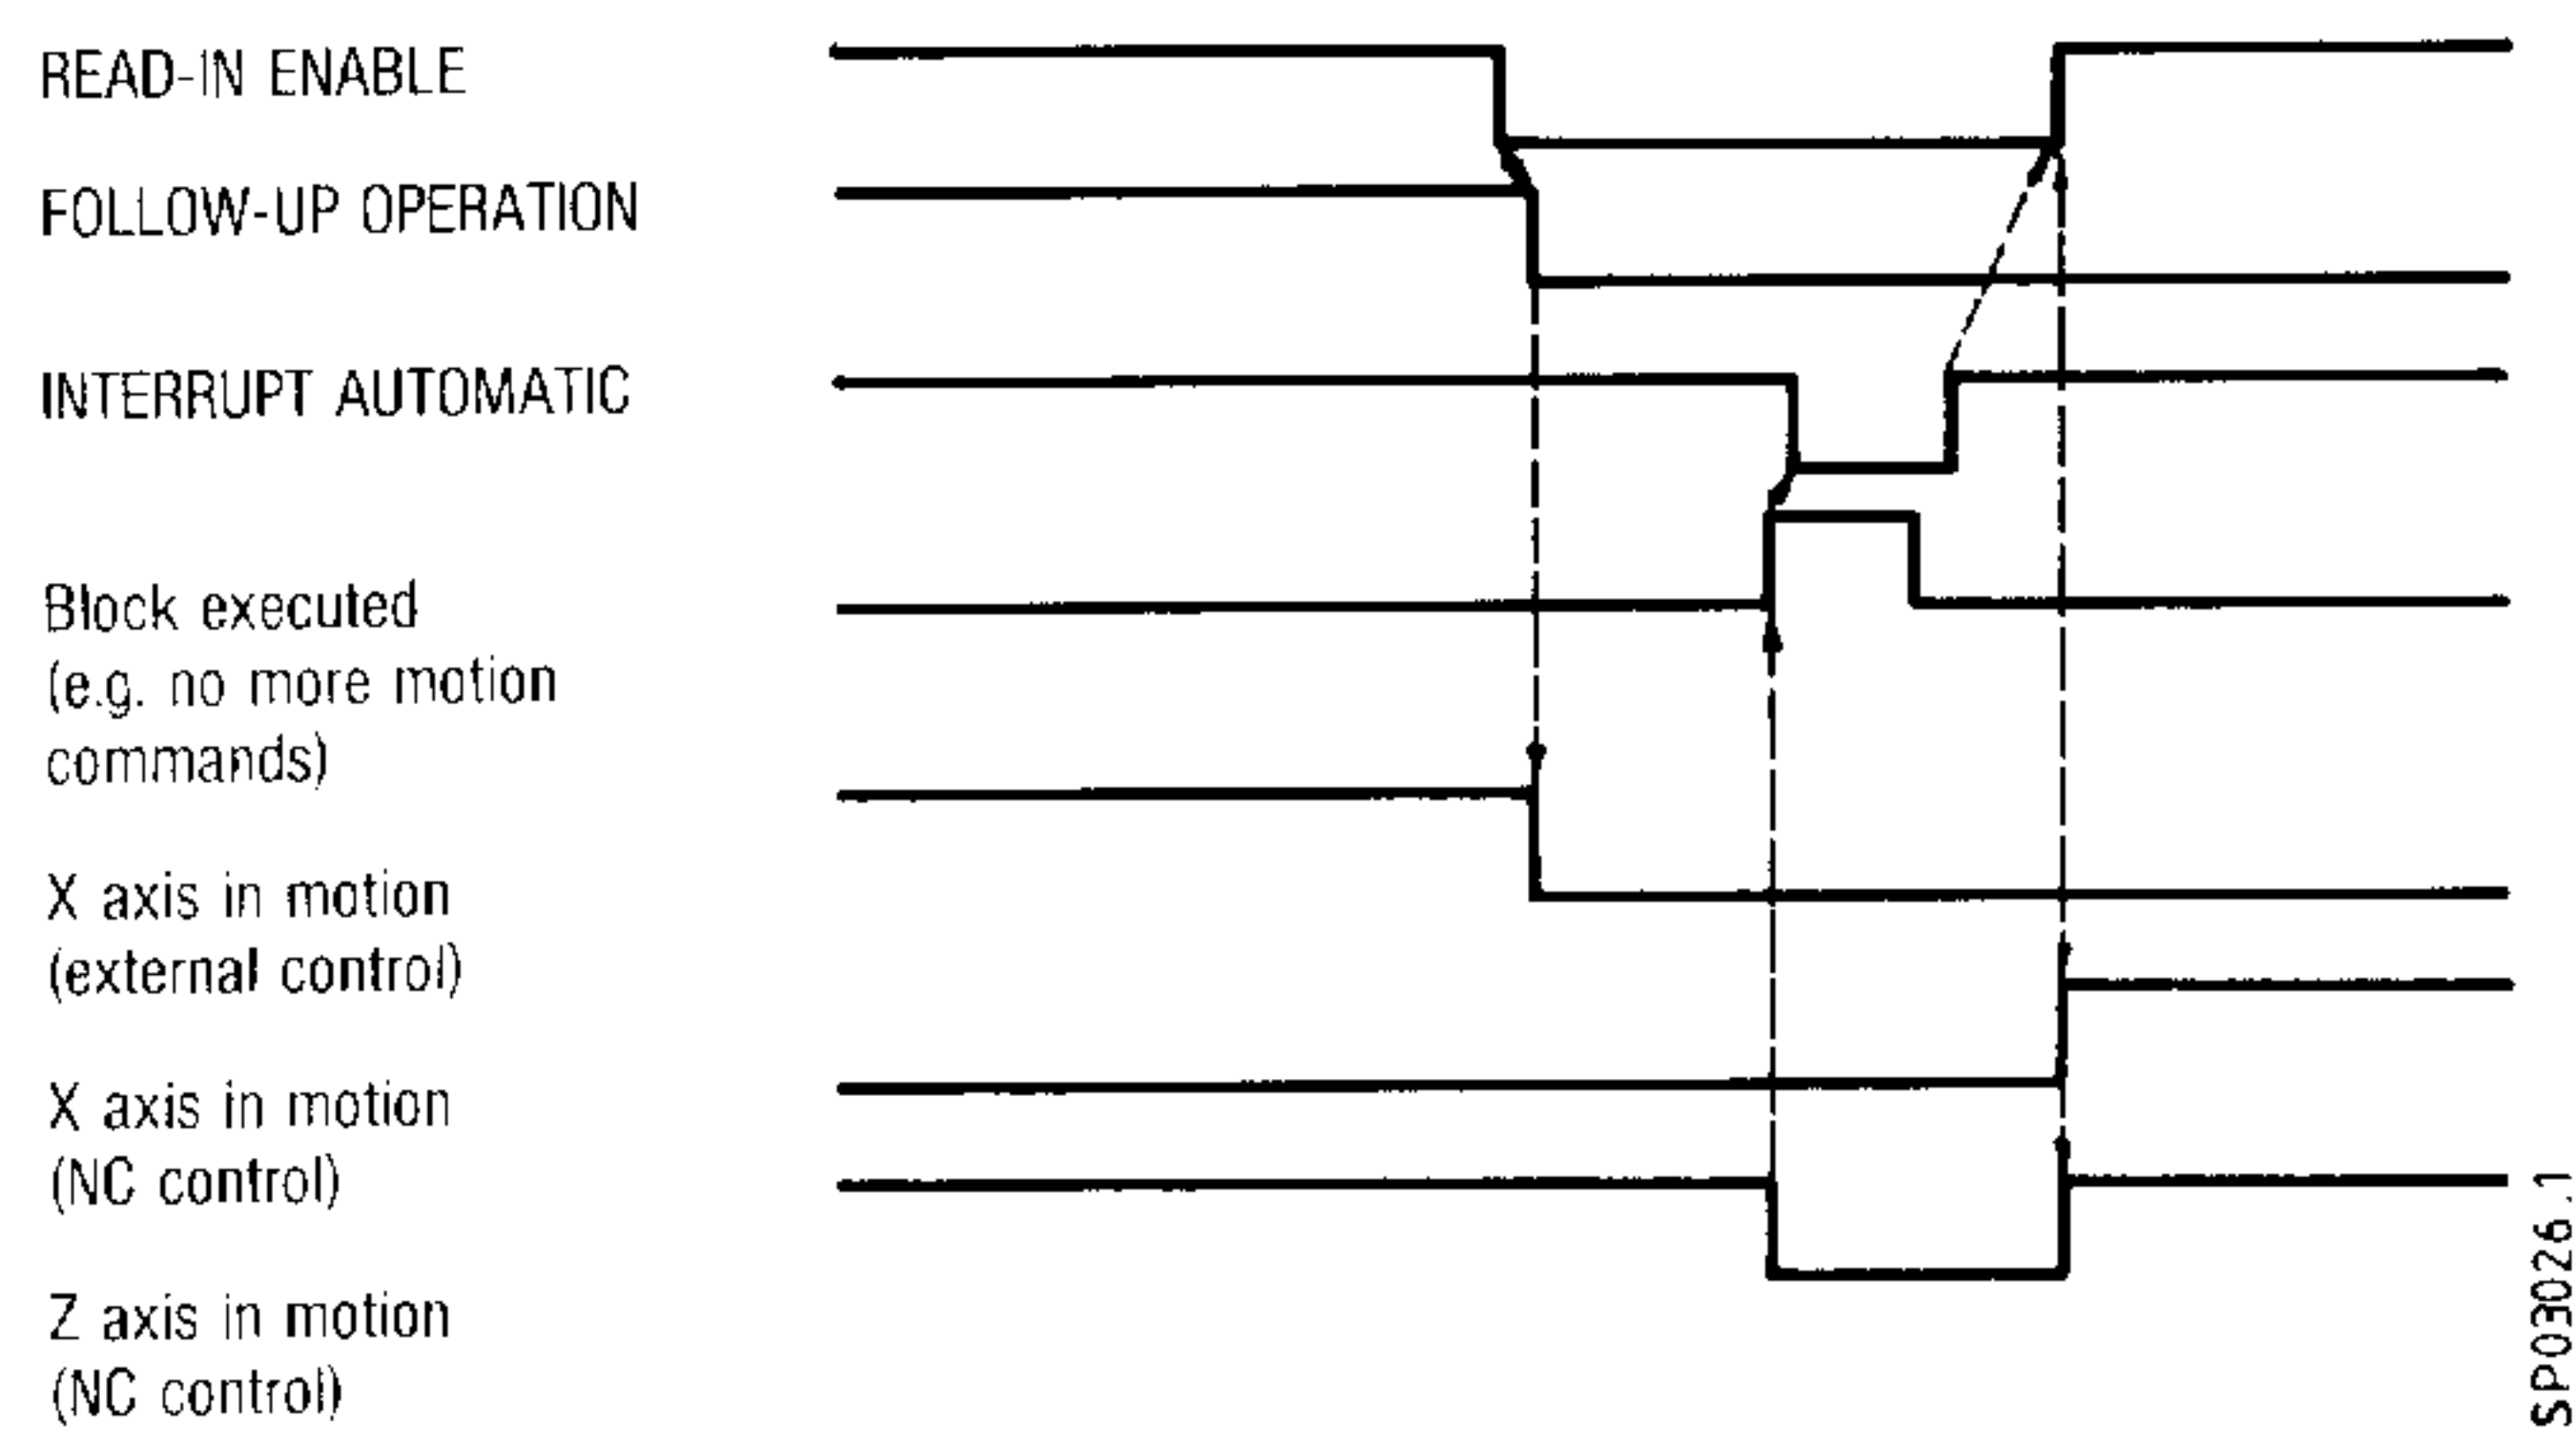 READ-IN ENABLE
FOLLOW-UP OPERATION
INTERRUPT AUTOMATIC
Block executed
(e.g. no more motion
commands)
X axis in motion
(external control)
X axis in motion
(NC control)
Z axis in motion
(NC control)
SP03026.1